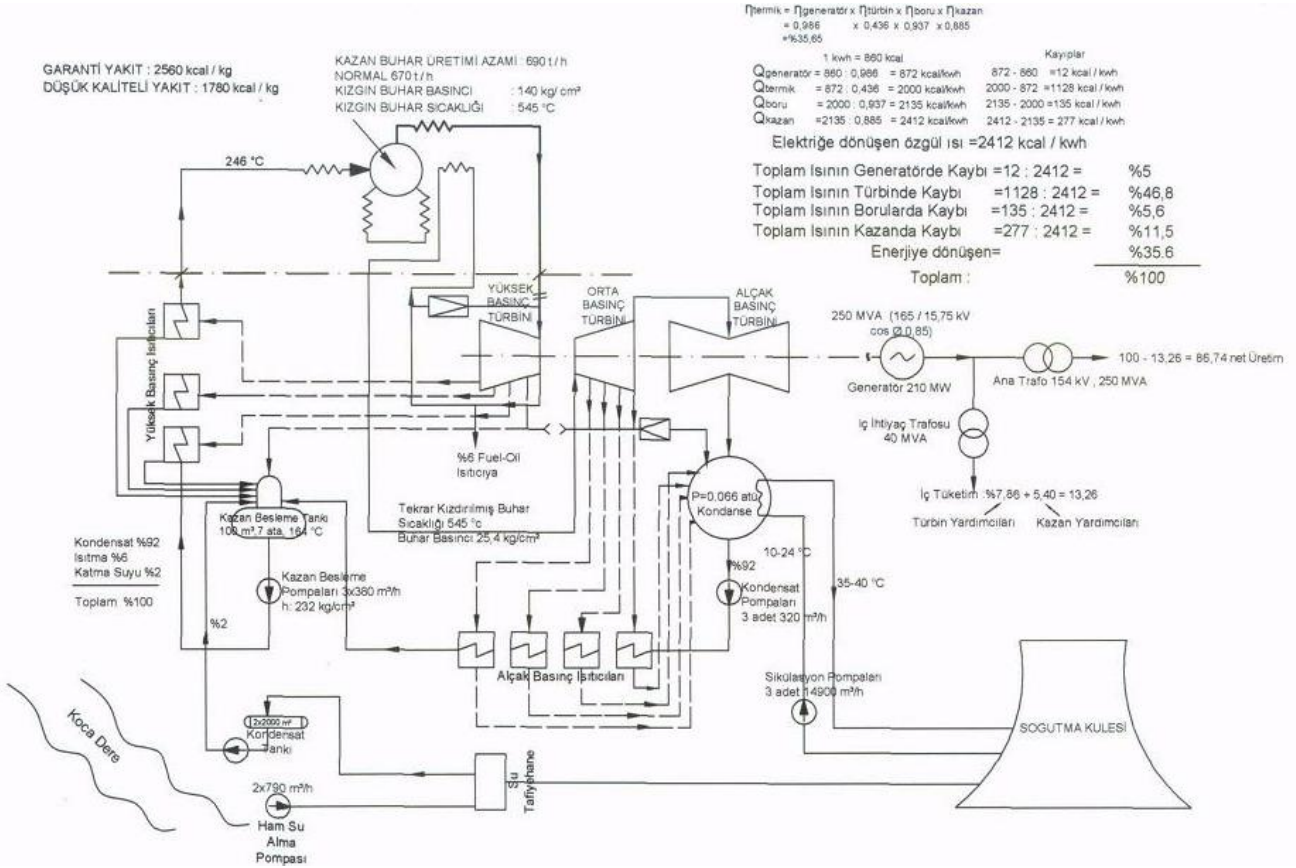 ηtermik = ηgeneratör x ηtürbin x ηboru x ηkazan
= 0,986 x 0,436 x 0,937 x 0,885
=%35,65
1 kwh = 860 kcal
Kayıplar
Qgeneratör = 860 : 0,986 = 872 kcal/kwh 872 - 860 =12 kcal / kwh
Qtermik = 872 : 0,436 = 2000 kcal/kwh 2000 - 872 =1128 kcal / kwh
Qboru = 2000 : 0,937 = 2135 kcal/kwh 2135 - 2000 =135 kcal / kwh
Qkazan =2135 : 0,885 = 2412 kcal/kwh 2412 - 2135 = 277 kcal / kwh
Elektriğe dönüşen özgül ısı =2412 kcal / kwh
Toplam Isının Generatörde Kaybı =12 : 2412 = %5
Toplam Isının Türbinde Kaybı =1128 : 2412 = %46,8
Toplam Isının Borularda Kaybı =135 : 2412 = %5,6
Toplam Isının Kazanda Kaybı =277 : 2412 = %11,5
Enerjiye dönüşen= %35.6
Toplam : %100
GARANTİ YAKIT : 2560 kcal / kg
DÜŞÜK KALİTELİ YAKIT : 1780 kcal / kg
KAZAN BUHAR ÜRETİMİ AZAMİ : 690 t / h
NORMAL 670 t / h
KIZGIN BUHAR BASINCI : 140 kg/ cm²
KIZGIN BUHAR SICAKLIĞI : 545 °C
246 °C
YÜKSEK
BASINÇ
TÜRBİNİ
ORTA
BASINÇ
TÜRBİNİ
ALÇAK
BASINÇ
TÜRBİNİ
250 MVA (165 / 15,75 kV
cos Ø 0,85)
Generatör 210 MW
Ana Trafo 154 kV , 250 MVA
100 - 13,26 = 86,74 net Üretim
İç İhtiyaç Trafosu
40 MVA
İç Tüketim :%7,86 + 5,40 = 13,26
Türbin Yardımcıları
Kazan Yardımcıları
Yüksek Basınç Isıtıcıları
%6 Fuel-Oil
Isıtıcıya
Kazan Besleme Tankı
100 m³,7 ata, 164 °C
Tekrar Kızdırılmış Buhar
Sıcaklığı 545 °c
Buhar Basıncı 25,4 kg/cm²
P=0,066 atü
Kondanse
Kondensat %92
Isıtma %6
Katma Suyu %2
Toplam %100
Kazan Besleme
Pompaları 3x380 m³/h
h: 232 kg/cm²
%2
%92
10-24 °C
35-40 °C
Kondensat
Pompaları
3 adet 320 m³/h
Alçak Basınç Isıtıcıları
Sikülasyon Pompaları
3 adet 14900 m³/h
SOGUTMA KULESİ
Koca Dere
2x2000 m³
Kondensat
Tankı
2x790 m³/h
Ham Su
Alma
Pompası
Su
Tafiyehane